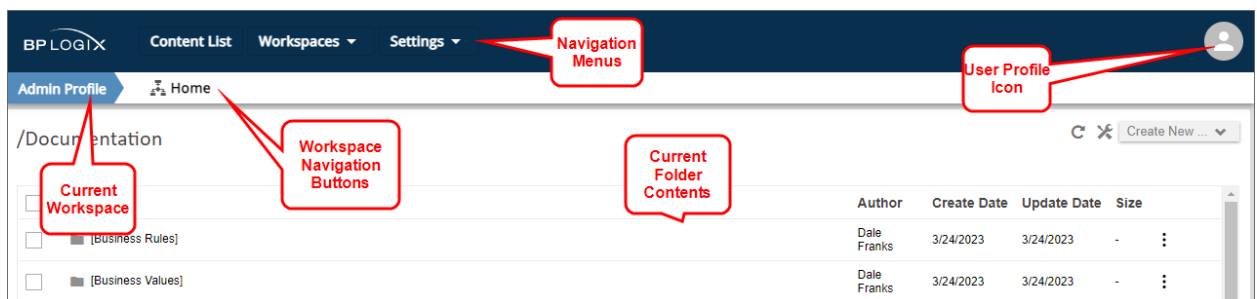 BPLOGIX Content List Workspaces Settings
Navigation
Menus
User Profile
Icon
Admin Profile Home
/Documentation
Create New ...
Workspace
Navigation
Buttons
Current
Folder
Contents
Current
Workspace
Author Create Date Update Date Size
[Business Rules] Dale
Franks 3/24/2023 3/24/2023 -
[Business Values] Dale
Franks 3/24/2023 3/24/2023 -